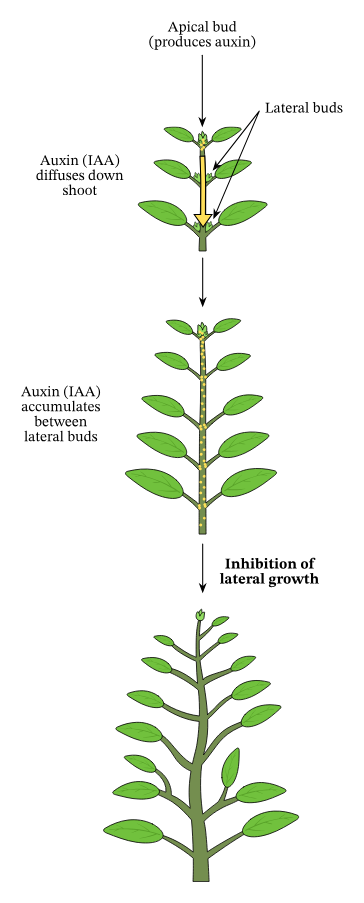 Apical bud
(produces auxin)
Lateral buds
Auxin (IAA)
diffuses down
shoot
Auxin (IAA)
accumulates
between
lateral buds
Inhibition of
lateral growth